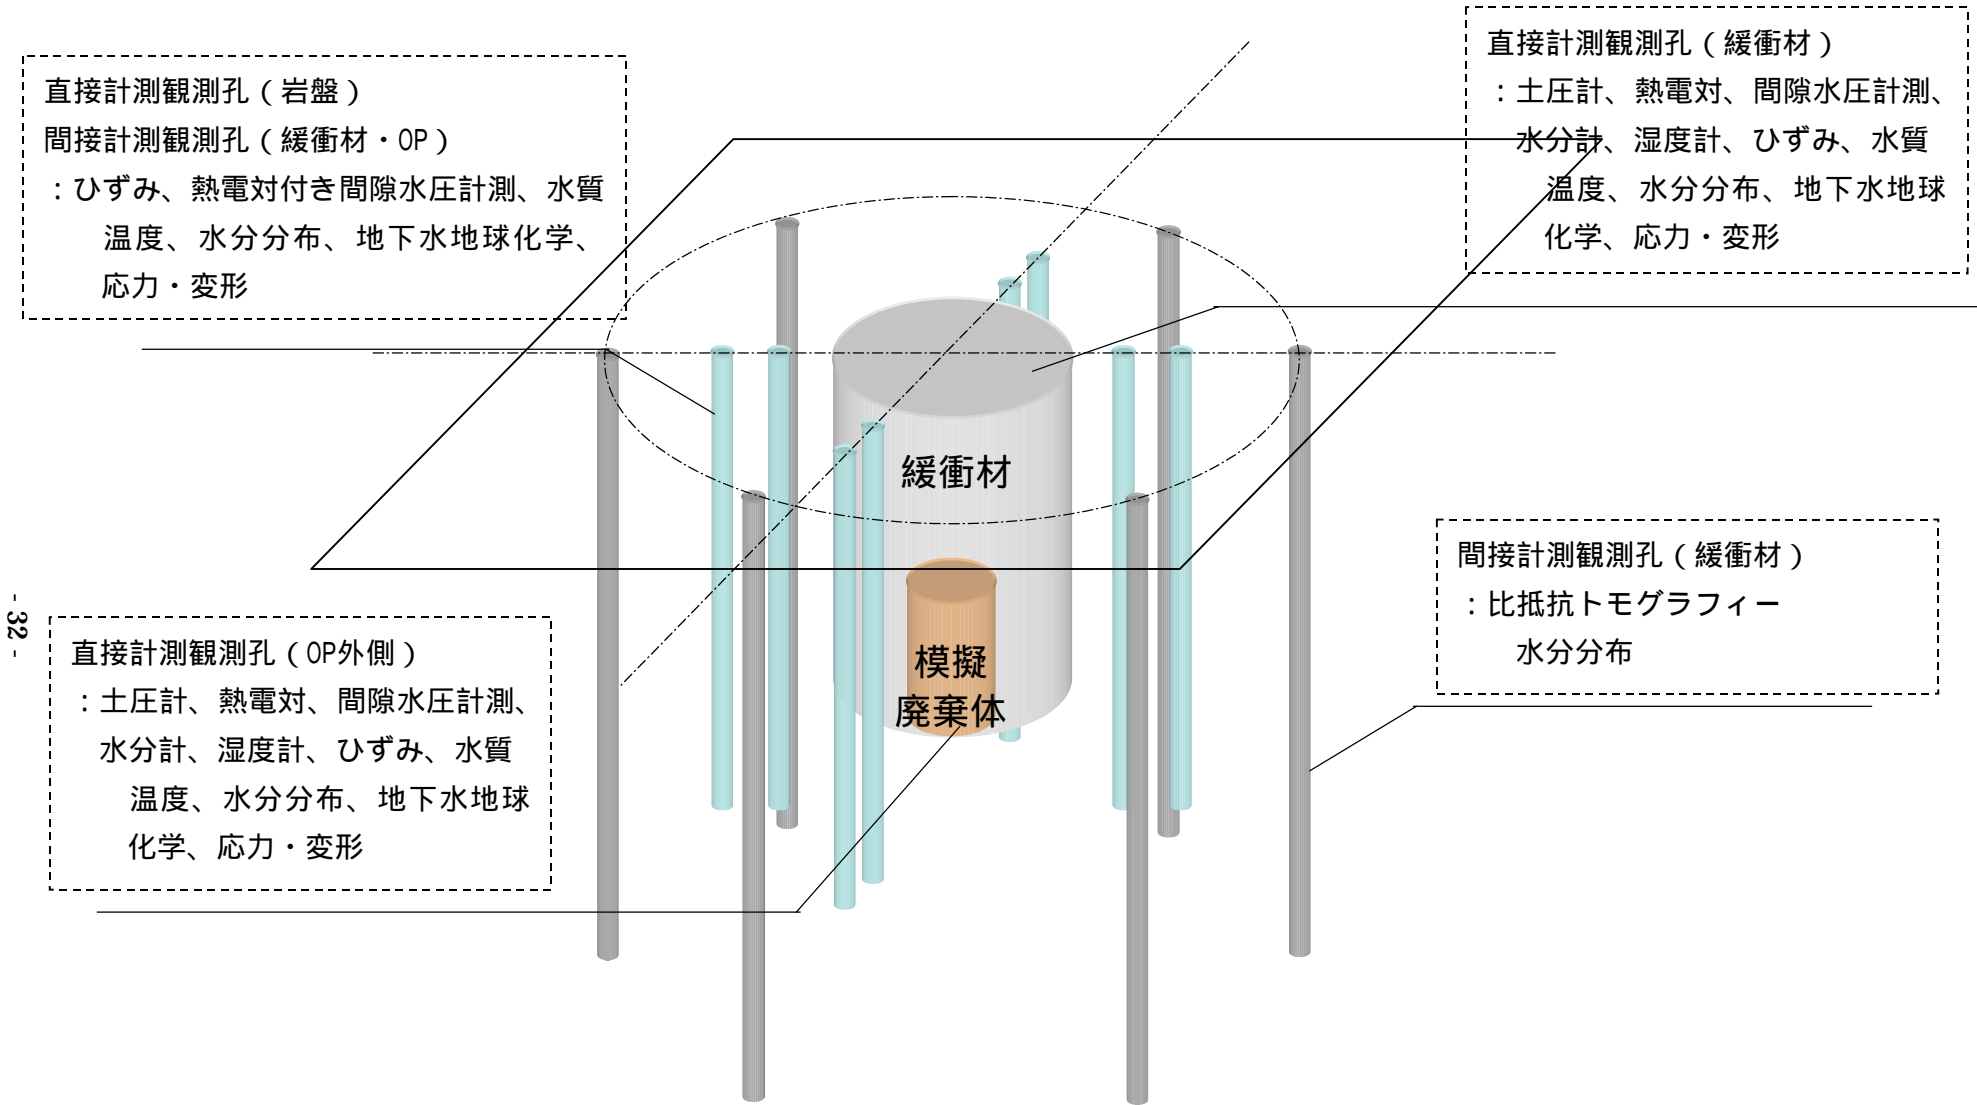 直接計測観測孔（岩盤）
間接計測観測孔（緩衝材・OP）
：ひずみ、熱電対付き間隙水圧計測、水質
温度、水分分布、地下水地球化学、
応力・変形
直接計測観測孔（緩衝材）
：土圧計、熱電対、間隙水圧計測、
水分計、湿度計、ひずみ、水質
温度、水分分布、地下水地球
化学、応力・変形
緩衝材
模擬
廃棄体
間接計測観測孔（緩衝材）
：比抵抗トモグラフィー
水分分布
直接計測観測孔（OP外側）
：土圧計、熱電対、間隙水圧計測、
水分計、湿度計、ひずみ、水質
温度、水分分布、地下水地球
化学、応力・変形
- 32 -